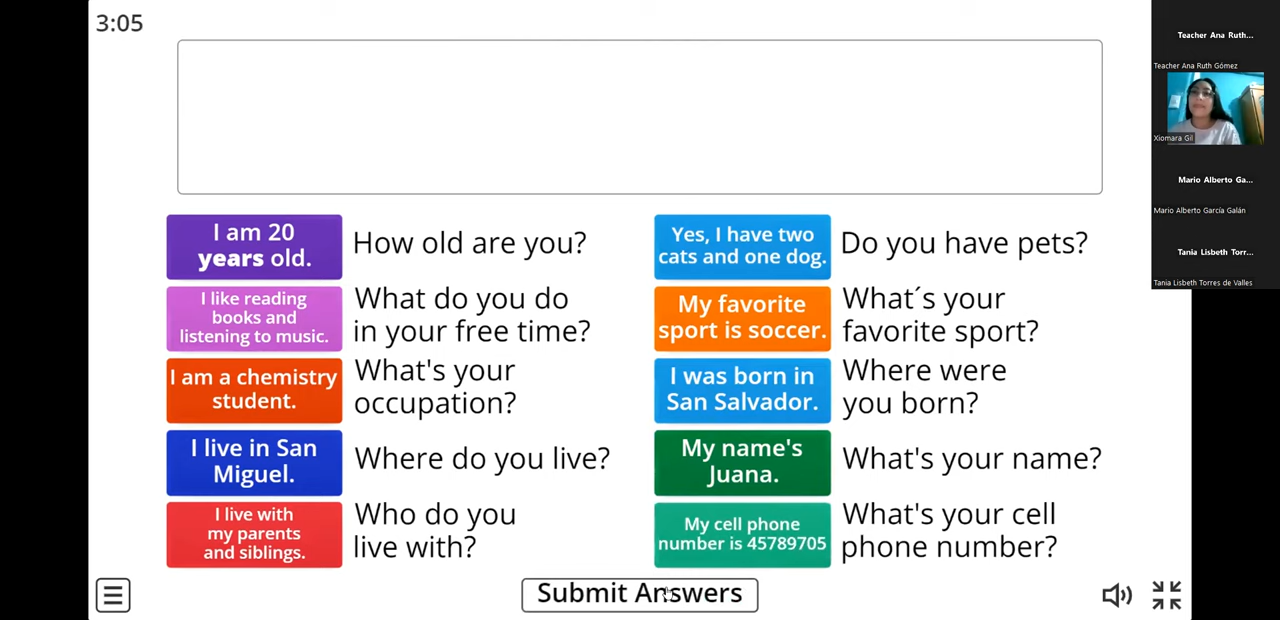 3:05
I am 20
years old.
How old are you?
I like reading
books and
listening to music.
What do you do
in your free time?
I am a chemistry
student.
What's your
occupation?
I live in San
Miguel.
Where do you live?
I live with
my parents
and siblings.
Who do you
live with?
Yes, I have two
cats and one dog.
Do you have pets?
My favorite
sport is soccer.
What´s your
favorite sport?
I was born in
San Salvador.
Where were
you born?
My name's
Juana.
What's your name?
My cell phone
number is 45789705
What's your cell
phone number?
Submit Answers
Teacher Ana Ruth...
Teacher Ana Ruth Gómez
Xiomara Gil
Mario Alberto Ga...
Mario Alberto García Galán
Tania Lisbeth Torr...
Tania Lisbeth Torres de Valles